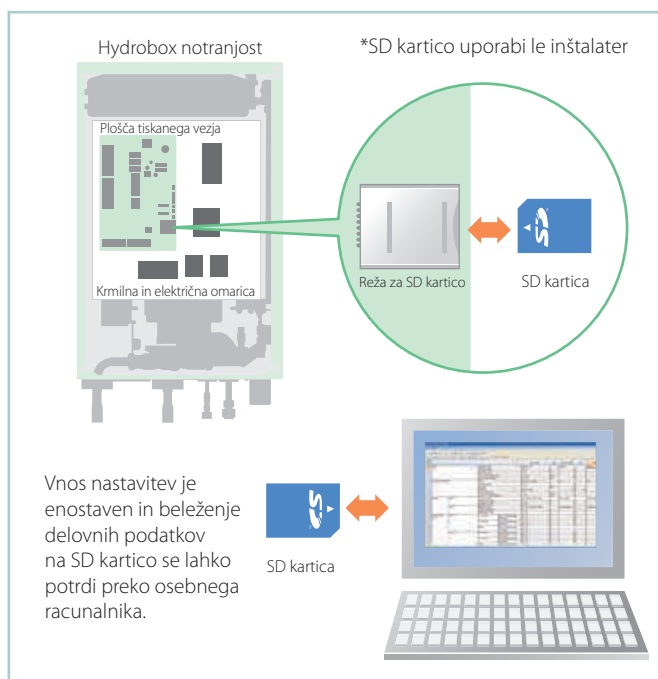 Hydrobox notranjost
*SD kartico uporabi le inštalater
Plošča tiskanega vezja
Krmilna in električna omarica
Reža za SD kartico
SD kartica
Vnos nastavitev je
enostaven in beleženje
delovnih podatkov
na SD kartico se lahko
potrdi preko osebnega
racunalnika.
SD kartica